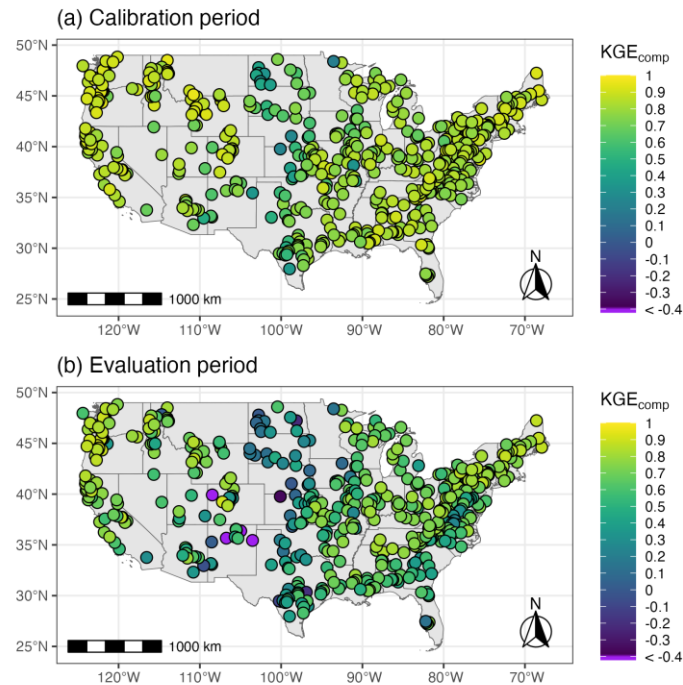 (a) Calibration period
50°N
45°N
40°N
35°N
30°N
25°N
1000 km
N
120°W 110°W 100°W 90°W 80°W 70°W
KGEcomp
1
0.9
0.8
0.7
0.6
0.5
0.4
0.3
0.2
0.1
0
-0.1
-0.2
-0.3
< -0.4
(b) Evaluation period
50°N
45°N
40°N
35°N
30°N
25°N
1000 km
N
120°W 110°W 100°W 90°W 80°W 70°W
KGEcomp
1
0.9
0.8
0.7
0.6
0.5
0.4
0.3
0.2
0.1
0
-0.1
-0.2
-0.3
< -0.4